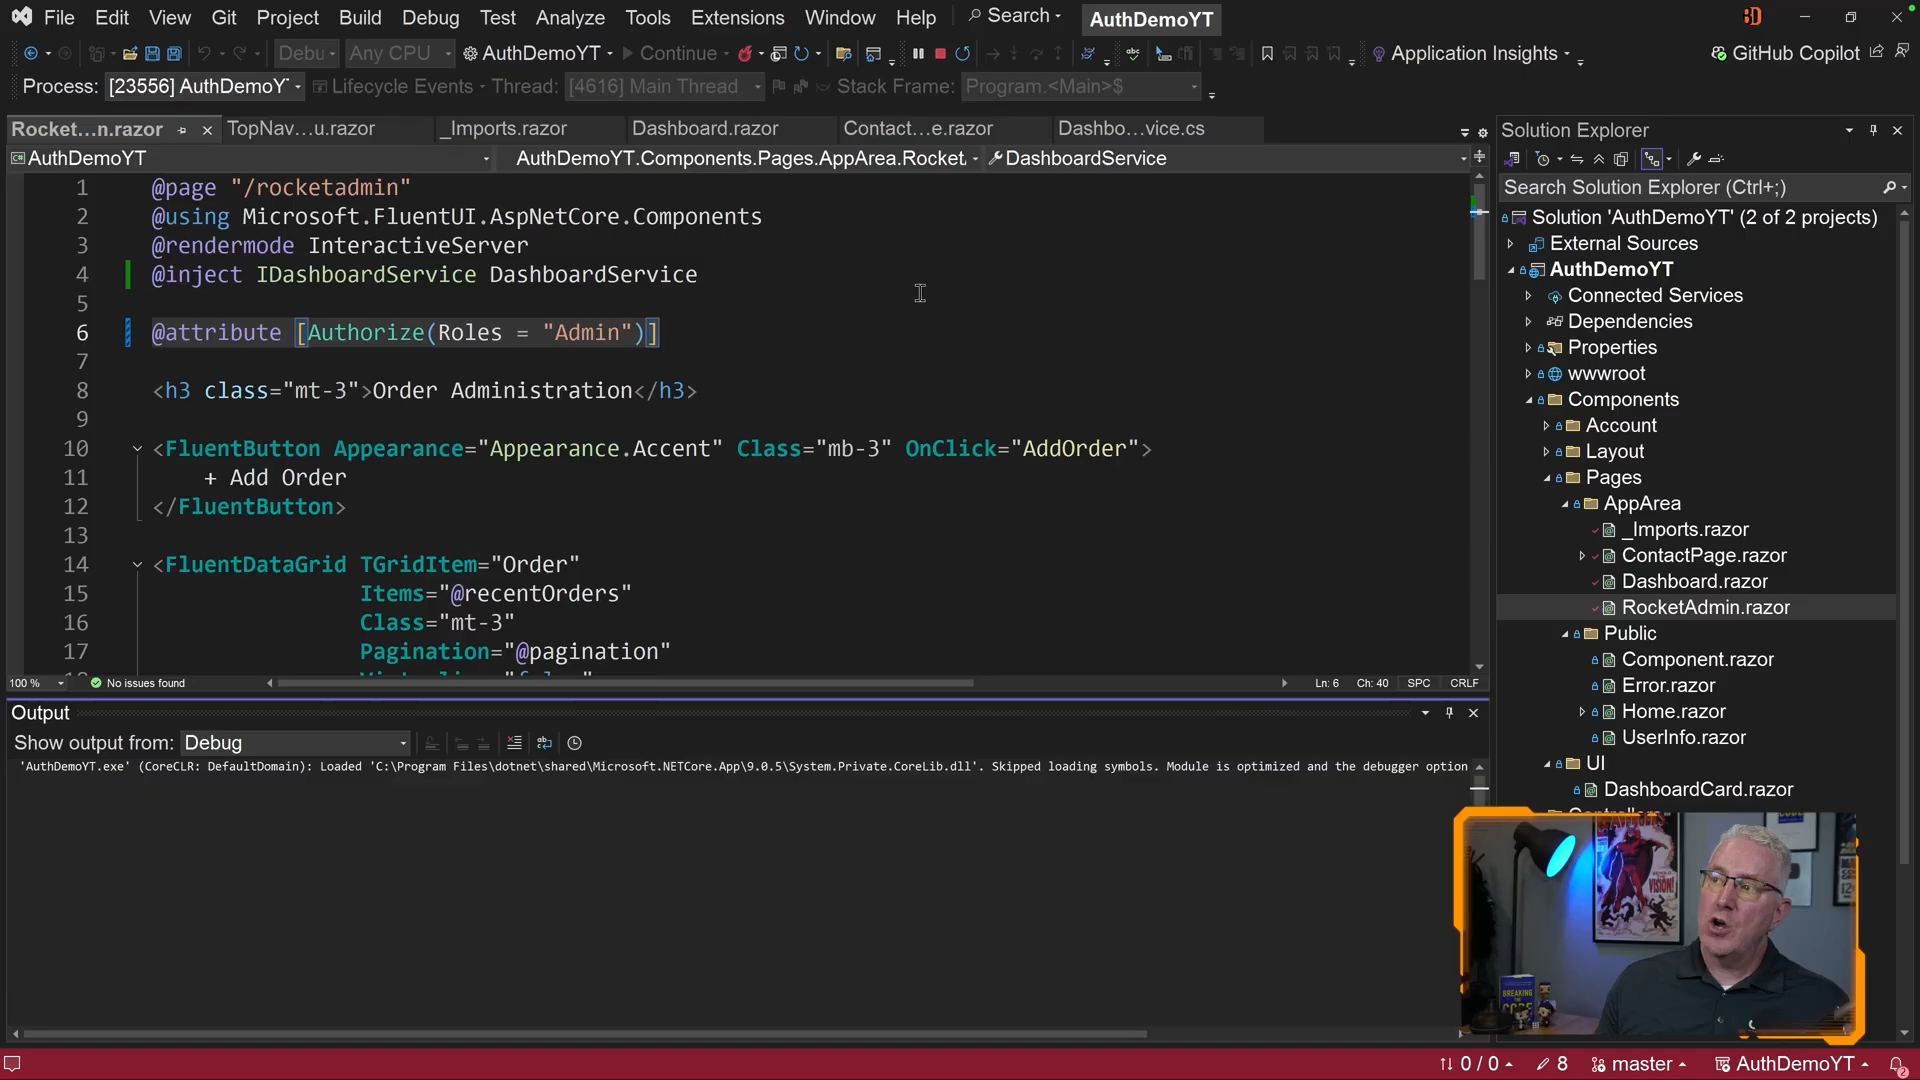 File Edit View Git Project Build Debug Test Analyze Tools Extensions Window Help Search AuthDemoYT
Debu Any CPU AuthDemoYT Continue Application Insights GitHub Copilot
Process: [23556] AuthDemoY Lifecycle Events Thread: [4616] Main Thread Stack Frame: Program.<Main>$
Rocket…n.razor TopNav…u.razor _Imports.razor Dashboard.razor Contact…e.razor Dashbo…vice.cs
AuthDemoYT AuthDemoYT.Components.Pages.AppArea.Rocket. DashboardService
1 @page "/rocketadmin"
2 @using Microsoft.FluentUI.AspNetCore.Components
3 @rendermode InteractiveServer
4 @inject IDashboardService DashboardService
5
6 @attribute [Authorize(Roles = "Admin")]
7
8 <h3 class="mt-3">Order Administration</h3>
9
10 <FluentButton Appearance="Appearance.Accent" Class="mb-3" OnClick="AddOrder">
11 + Add Order
12 </FluentButton>
13
14 <FluentDataGrid TGridItem="Order"
15 Items="@recentOrders"
16 Class="mt-3"
17 Pagination="@pagination"
100 % No issues found Ln: 6 Ch: 40 SPC CRLF
Output
Show output from: Debug
'AuthDemoYT.exe' (CoreCLR: DefaultDomain): Loaded 'C:\Program Files\dotnet\shared\Microsoft.NETCore.App\9.0.5\System.Private.CoreLib.dll'. Skipped loading symbols. Module is optimized and the debugger option
Solution Explorer
Search Solution Explorer (Ctrl+;)
Solution 'AuthDemoYT' (2 of 2 projects)
External Sources
AuthDemoYT
Connected Services
Dependencies
Properties
wwwroot
Components
Account
Layout
Pages
AppArea
_Imports.razor
ContactPage.razor
Dashboard.razor
RocketAdmin.razor
Public
Component.razor
Error.razor
Home.razor
UserInfo.razor
UI
DashboardCard.razor
VISION!
BREAKING
THE
CODE
0 / 0 8 master AuthDemoYT 2